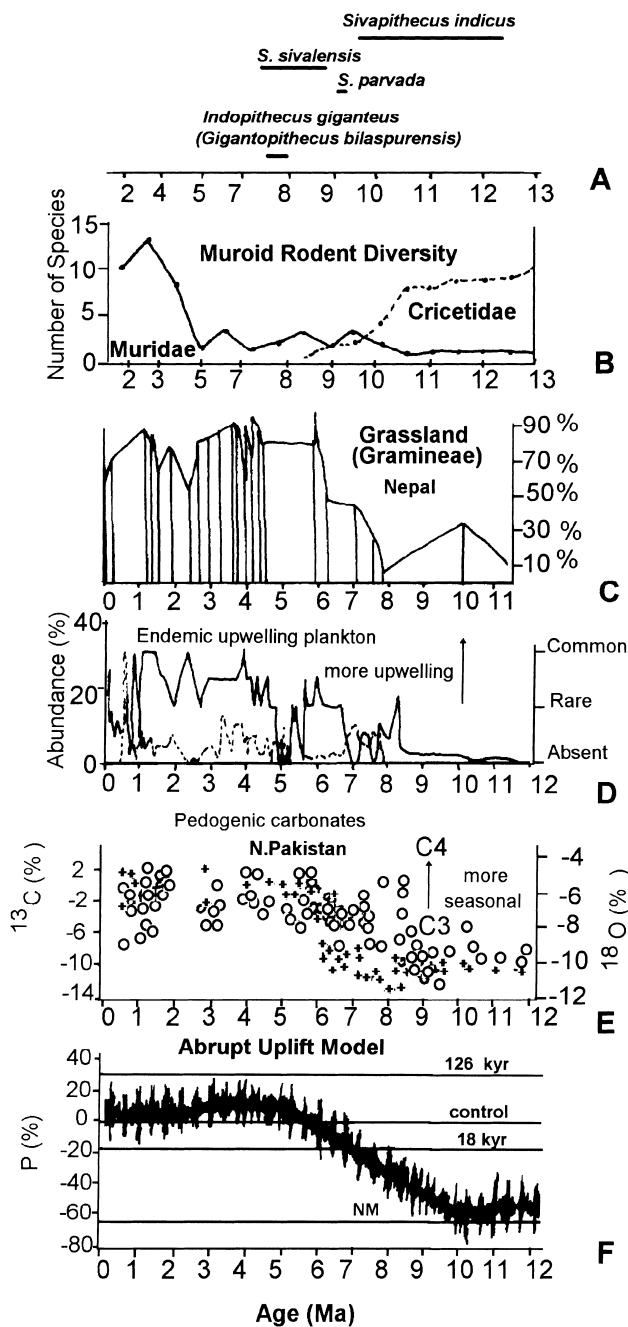 Sivapithecus indicus
S. sivalensis
S. parvada
Indopithecus giganteus
(Gigantopithecus bilaspurensis)
2 4 5 7 8 9 10 11 12 13
A
Number of Species
15
10
5
0
Muroid Rodent Diversity
Cricetidae
Muridae
2 3 5 7 8 9 10 11 12 13
B
Grassland
(Gramineae)
Nepal
90 %
70 %
50 %
30 %
10 %
0 1 2 3 4 5 6 7 8 9 10 11
C
Abundance (%)
40
20
0
Endemic upwelling plankton
more upwelling
Common
Rare
Absent
0 1 2 3 4 5 6 7 8 9 10 11 12
D
Pedogenic carbonates
N.Pakistan
13C (%)
2
-2
-6
-10
-14
C4
more
seasonal
C3
-4
-6
-8
-10
-12
18O (%)
0 1 2 3 4 5 6 7 8 9 10 11 12
E
Abrupt Uplift Model
P (%)
40
20
0
-20
-40
-60
-80
126 kyr
control
18 kyr
NM
0 1 2 3 4 5 6 7 8 9 10 11 12
F
Age (Ma)